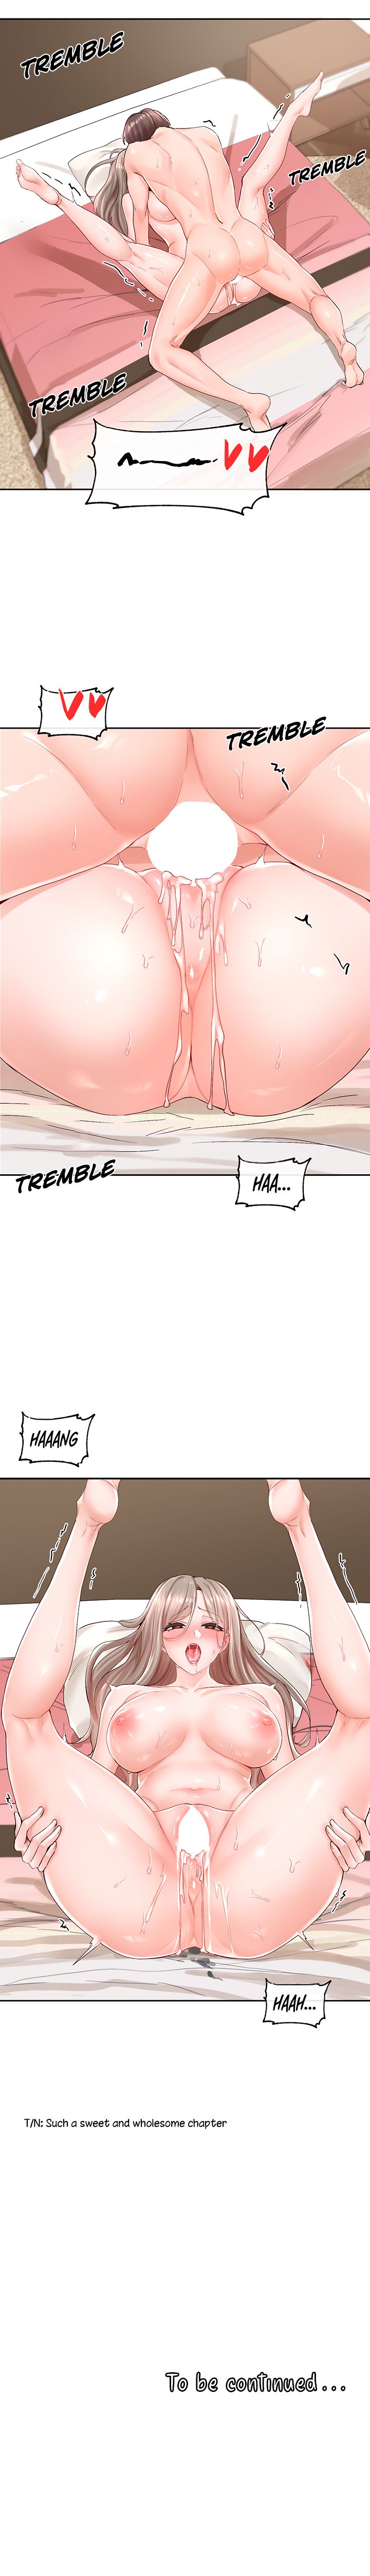 TREMBLE
TREMBLE
TREMBLE
TREMBLE
TREMBLE
HAA...
HAAANG
HAAH...
T/N: Such a sweet and wholesome chapter
To be continued...